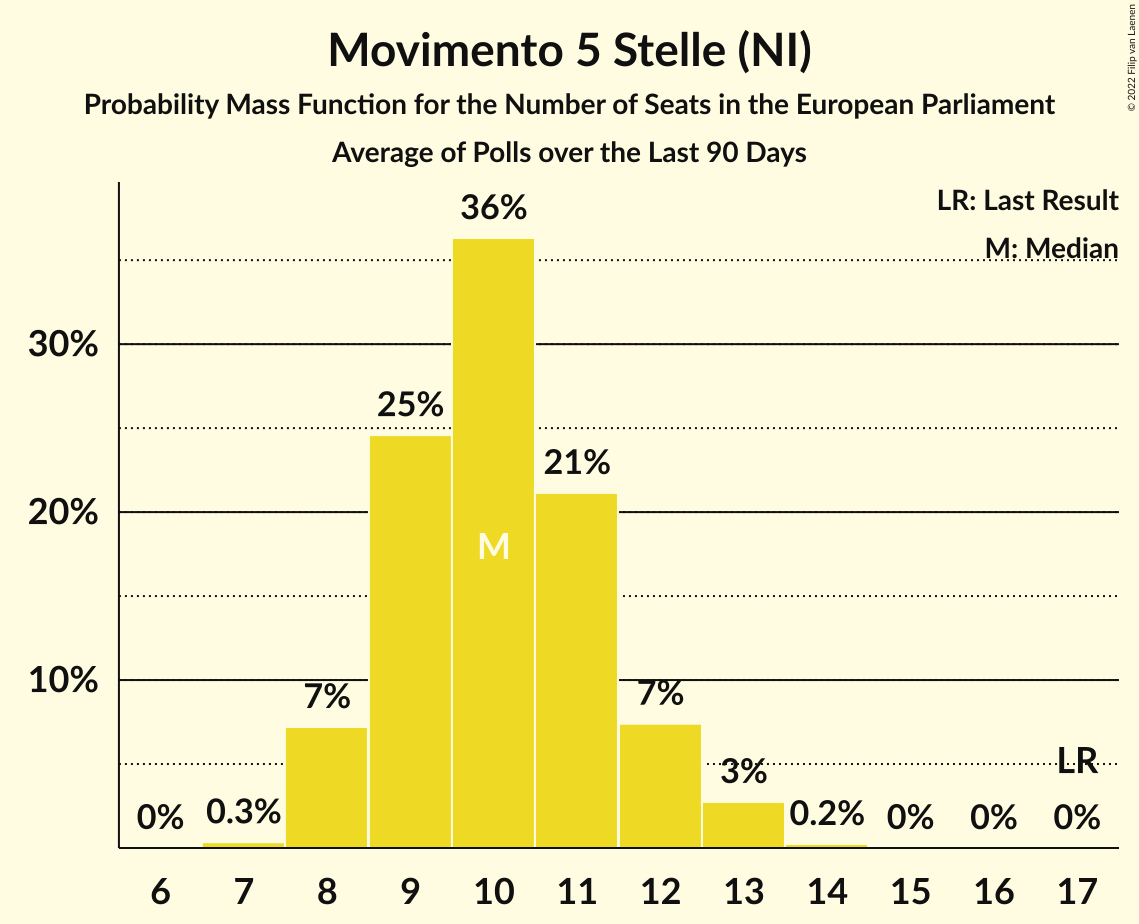 Movimento 5 Stelle (NI)
Probability Mass Function for the Number of Seats in the European Parliament
Average of Polls over the Last 90 Days
© 2022 Filip van Laenen
LR: Last Result
M: Median
36%
30%
25%
21%
20%
M
10%
7%
7%
3%
LR
0%
0.3%
0.2%
0%
0%
0%
6 7 8 9 10 11 12 13 14 15 16 17